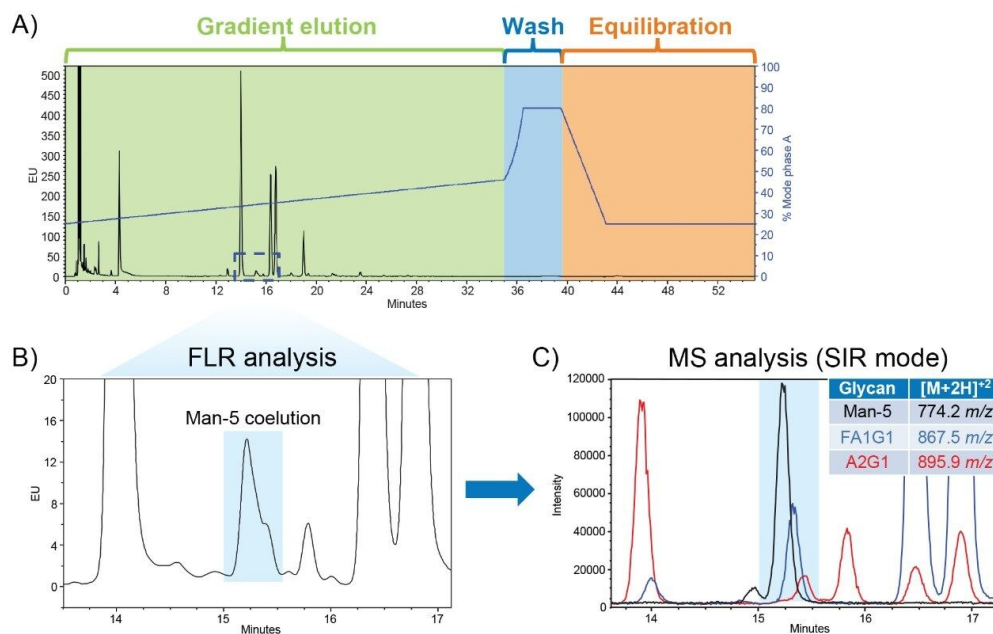 A)
Gradient elution
Wash
Equilibration
500
450
400
350
300
250
200
150
100
50
0
EU
100
90
80
70
60
50
40
30
20
10
0
% Mode phase A
0 4 8 12 16 20 24 28 32 36 40 44 48 52
Minutes
B)
FLR analysis
Man-5 coelution
20
16
12
8
4
0
EU
14 15 16 17
Minutes
C)
MS analysis (SIR mode)
120000
100000
80000
60000
40000
20000
0
Intensity
Glycan [M+2H]+2
Man-5 774.2 m/z
FA1G1 867.5 m/z
A2G1 895.9 m/z
14 15 16 17
Minutes